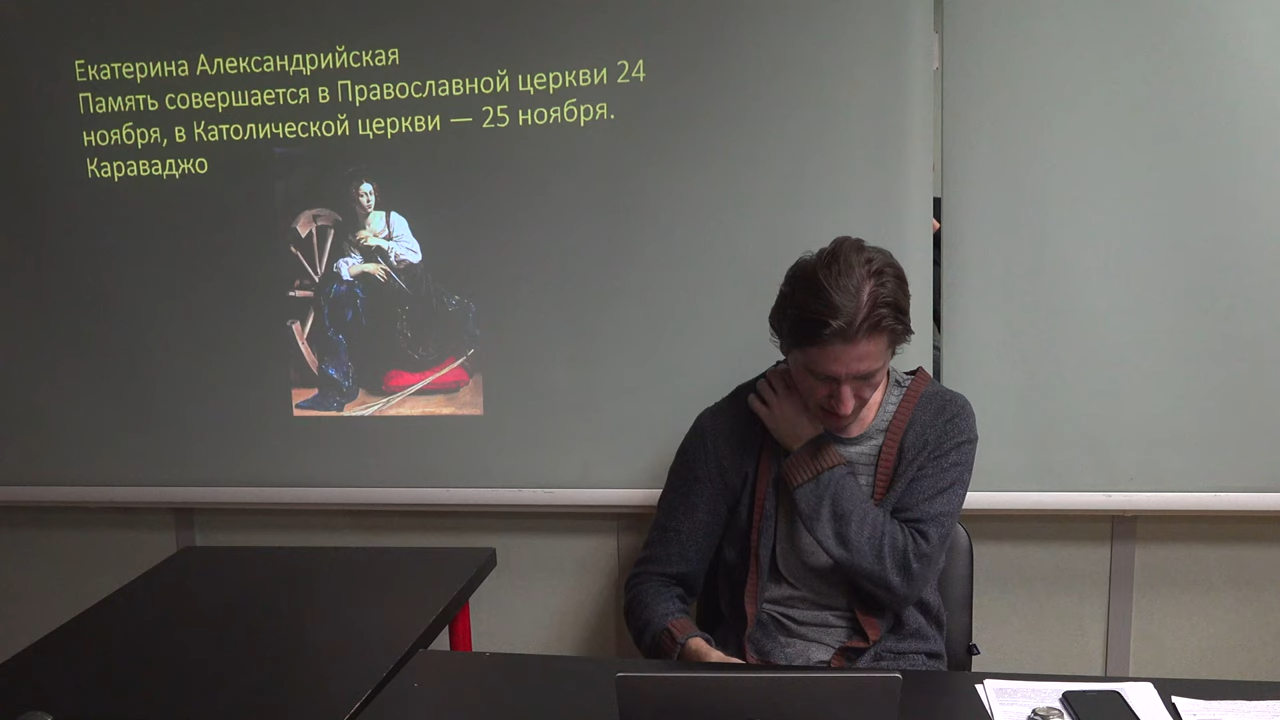 Екатерина Александрийская
Память совершается в Православной церкви 24
ноября, в Католической церкви — 25 ноября.
Караваджо